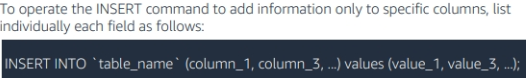 To operate the INSERT command to add information only to specific columns, list
individually each field as follows:
INSERT INTO `table_name` (column_1, column_3, ...) values (value_1, value_3, ...);